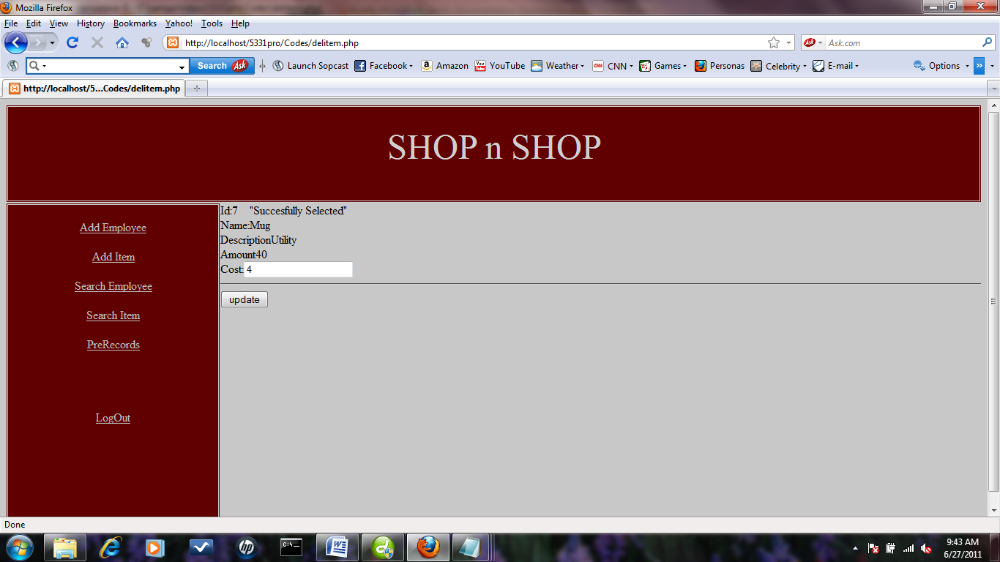 Mozilla Firefox
File Edit View History Bookmarks Yahoo! Tools Help
http://localhost/5331pro/Codes/delitem.php
Ask Ask.com
Search Ask Launch Sopcast Facebook Amazon YouTube Weather CNN Games Personas Celebrity E-mail Options »
http://localhost/5...Codes/delitem.php
SHOP n SHOP
Add Employee
Add Item
Search Employee
Search Item
PreRecords
LogOut
Id:7 "Succesfully Selected"
Name:Mug
DescriptionUtility
Amount40
Cost: 4
update
Done
9:43 AM
6/27/2011